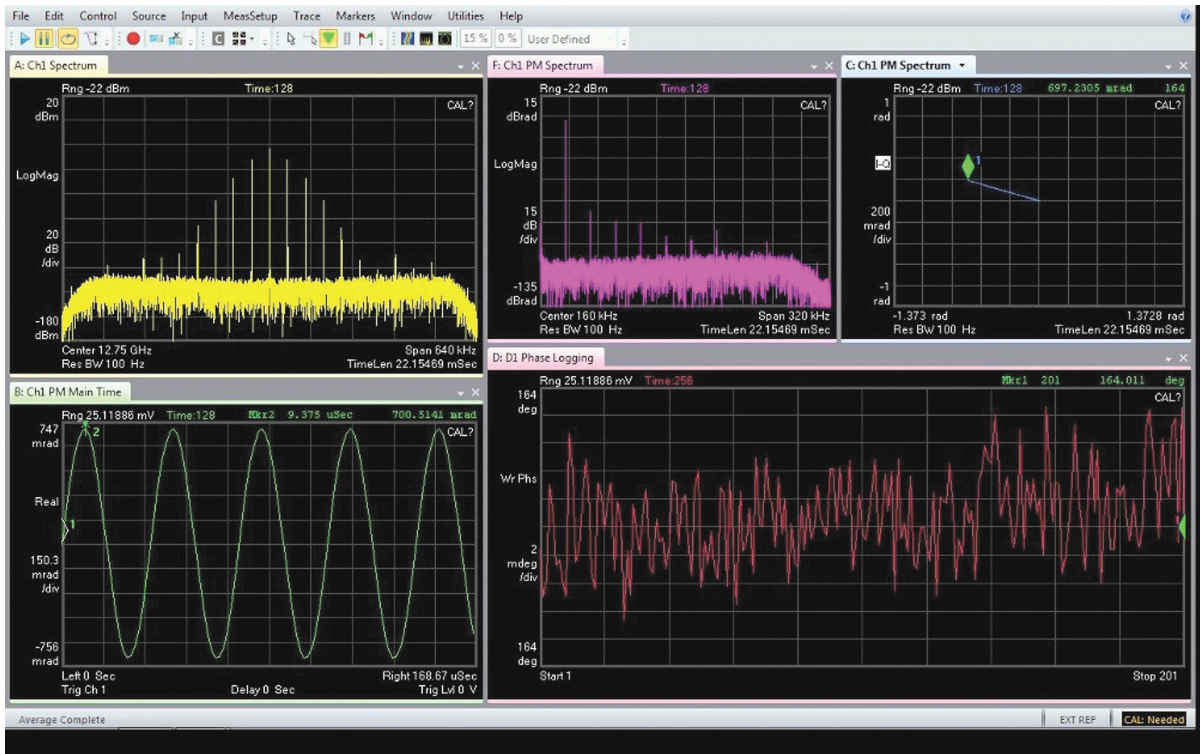 File Edit Control Source Input MeasSetup Trace Markers Window Utilities Help
15 % 0 % User Defined
A: Ch1 Spectrum
Rng -22 dBm Time:128
CAL?
20
dBm
LogMag
20
dB
/div
-180
dBm
Center 12.75 GHz Span 640 kHz
Res BW 100 Hz TimeLen 22.15469 mSec
F: Ch1 PM Spectrum
Rng -22 dBm Time:128
CAL?
15
dBrad
LogMag
15
dB
/div
-135
dBrad
Center 160 kHz Span 320 kHz
Res BW 100 Hz TimeLen 22.15469 mSec
C: Ch1 PM Spectrum
Rng -22 dBm Time:128 697.2305 mrad 164
CAL?
1
rad
I-Q
1
200
mrad
/div
-1
rad
-1.373 rad 1.3728 rad
Res BW 100 Hz TimeLen 22.15469 mSec
B: Ch1 PM Main Time
Rng 25.11886 mV Time:128 Mkr2 9.375 uSec 700.5141 mrad
CAL?
747
mrad
2
Real
1
150.3
mrad
/div
-756
mrad
Left 0 Sec Right 168.67 uSec
Trig Ch 1 Delay 0 Sec Trig Lvl 0 V
D: D1 Phase Logging
Rng 25.11886 mV Time:256 Mkr1 201 164.011 deg
CAL?
164
deg
Wr Phs
2
mdeg
/div
164
deg
Start 1 Stop 201
Average Complete EXT REF CAL: Needed